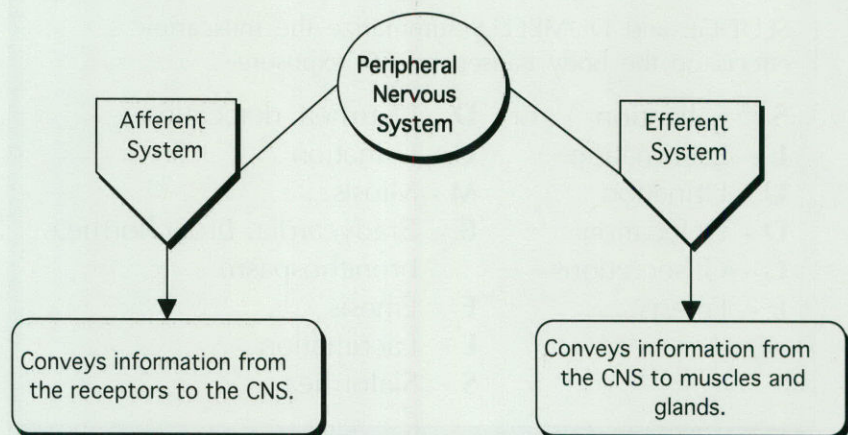 Peripheral
Nervous
System
Afferent
System
Efferent
System
Conveys information from
the receptors to the CNS.
Conveys information from
the CNS to muscles and
glands.